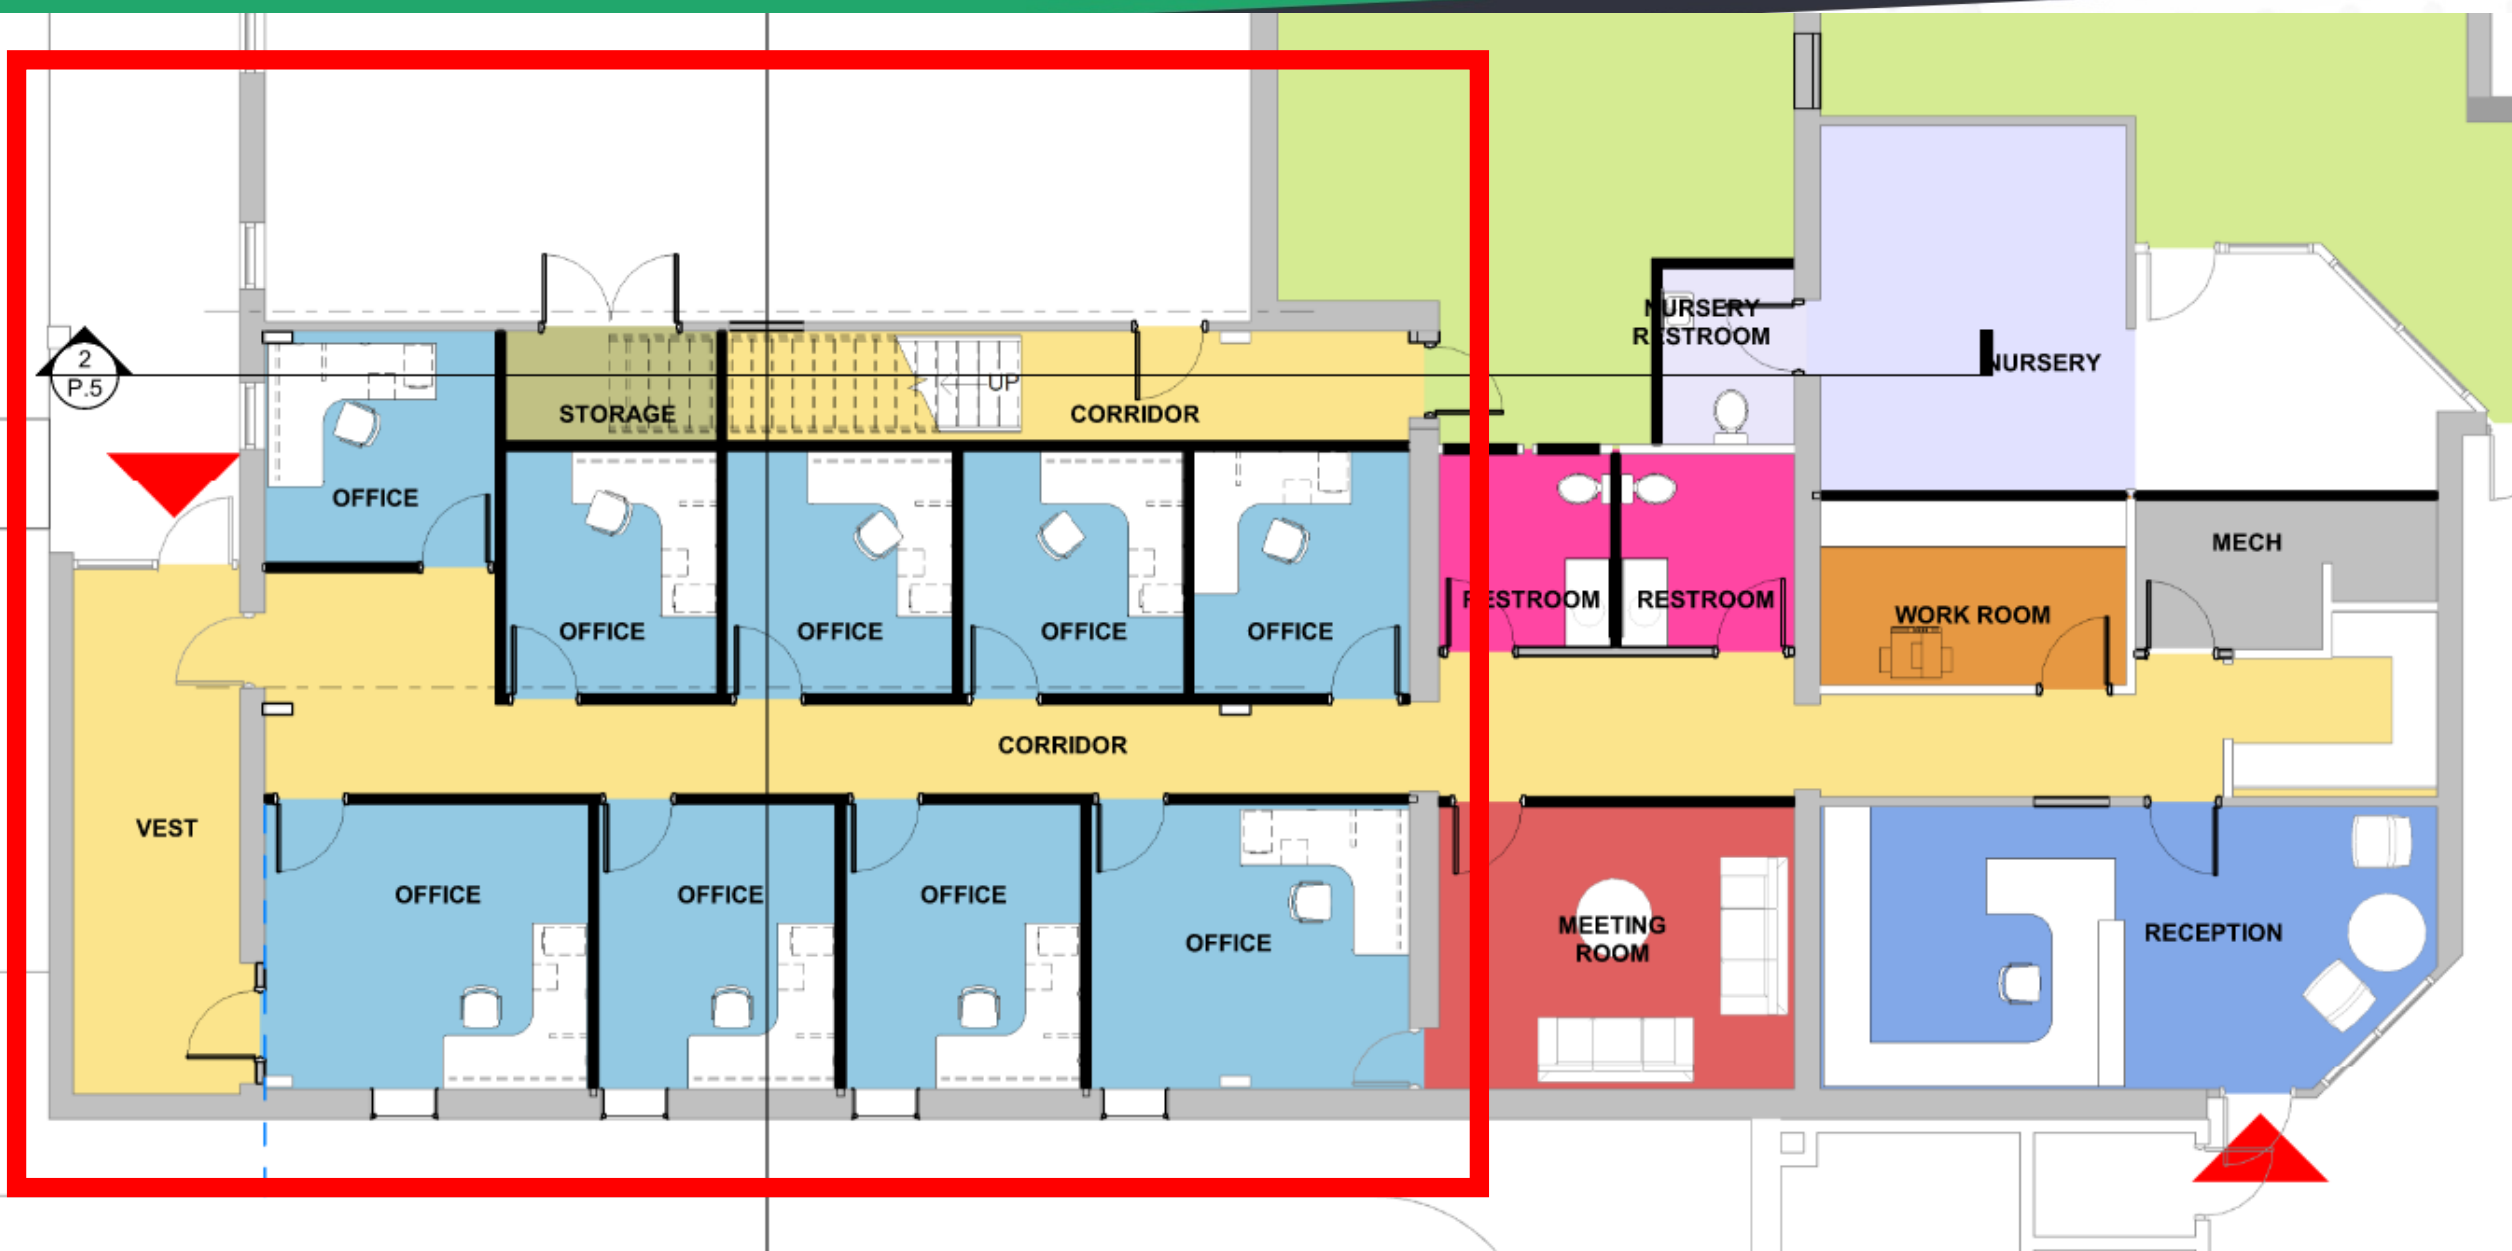 NURSERY
RESTROOM
NURSERY
2
P.5
UP
STORAGE
CORRIDOR
OFFICE
MECH
OFFICE
OFFICE
OFFICE
OFFICE
RESTROOM
RESTROOM
WORK ROOM
CORRIDOR
VEST
OFFICE
OFFICE
OFFICE
OFFICE
MEETING
ROOM
RECEPTION